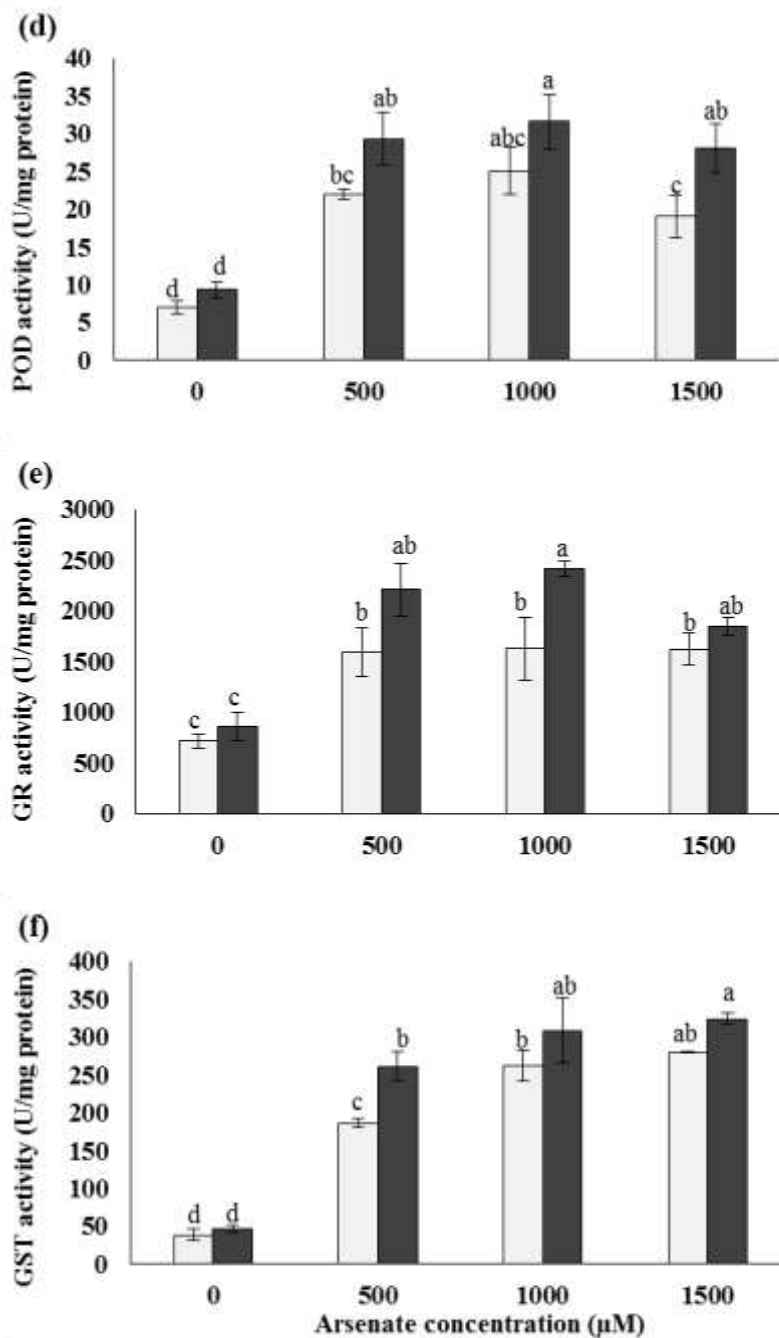 (d)
POD activity (U/mg protein)
40
35
30
25
20
15
10
5
0
d
d
bc
ab
abc
a
c
ab
0 500 1000 1500
(e)
GR activity (U/mg protein)
3000
2500
2000
1500
1000
500
0
c
c
b
ab
b
a
b
ab
0 500 1000 1500
(f)
GST activity (U/mg protein)
400
350
300
250
200
150
100
50
0
d
d
c
b
b
ab
ab
a
0 500 1000 1500
Arsenate concentration (µM)